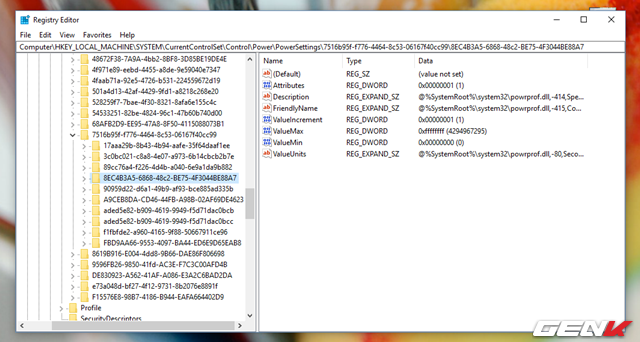 Registry Editor
File Edit View Favorites Help
Computer\HKEY_LOCAL_MACHINE\SYSTEM\CurrentControlSet\Control\Power\PowerSettings\7516b95f-f776-4464-8c53-06167f40cc99\8EC4B3A5-6868-48c2-BE75-4F3044BE88A7
48672F38-7A9A-4bb2-8BF8-3D85BE19DE4E
4f971e89-eebd-4455-a8de-9e59040e7347
4faab71a-92e5-4726-b531-224559672d19
501a4d13-42af-4429-9fd1-a8218c268e20
528259f7-7bae-4f30-8321-8afa6e155c4c
54533251-82be-4824-96c1-47b60b740d00
68AFB2D9-EE95-47A8-8F50-4115088073B1
7516b95f-f776-4464-8c53-06167f40cc99
17aaa29b-8b43-4b94-aafe-35f64daaf1ee
3c0bc021-c8a8-4e07-a973-6b14cbcb2b7e
89cc76a4-f226-4d4b-a040-6e9a1da9b882
8EC4B3A5-6868-48c2-BE75-4F3044BE88A7
90959d22-d6a1-49b9-af93-bce885ad335b
A9CEB8DA-CD46-44FB-A98B-02AF69DE4623
aded5e82-b909-4619-9949-f5d71dac0bcb
aded5e82-b909-4619-9949-f5d71dac0bcc
f1fbfde2-a960-4165-9f88-50667911ce96
FBD9AA66-9553-4097-BA44-ED6E9D65EAB8
8619B916-E004-4dd8-9B66-DAE86F806698
9596FB26-9850-41fd-AC3E-F7C3C00AFD4B
DE830923-A562-41AF-A086-E3A2C6BAD2DA
e73a048d-bf27-4f12-9731-8b2076e8891f
F15576E8-98B7-4186-B944-EAFA664402D9
Profile
SecurityDescriptors
Name Type Data
(Default) REG_SZ (value not set)
Attributes REG_DWORD 0x00000001 (1)
Description REG_EXPAND_SZ @%SystemRoot%\system32\powrprof.dll,-414,Spe...
FriendlyName REG_EXPAND_SZ @%SystemRoot%\system32\powrprof.dll,-415,Co...
ValueIncrement REG_DWORD 0x00000001 (1)
ValueMax REG_DWORD 0xffffffff (4294967295)
ValueMin REG_DWORD 0x00000000 (0)
ValueUnits REG_EXPAND_SZ @%SystemRoot%\system32\powrprof.dll,-80,Seco...
GENK